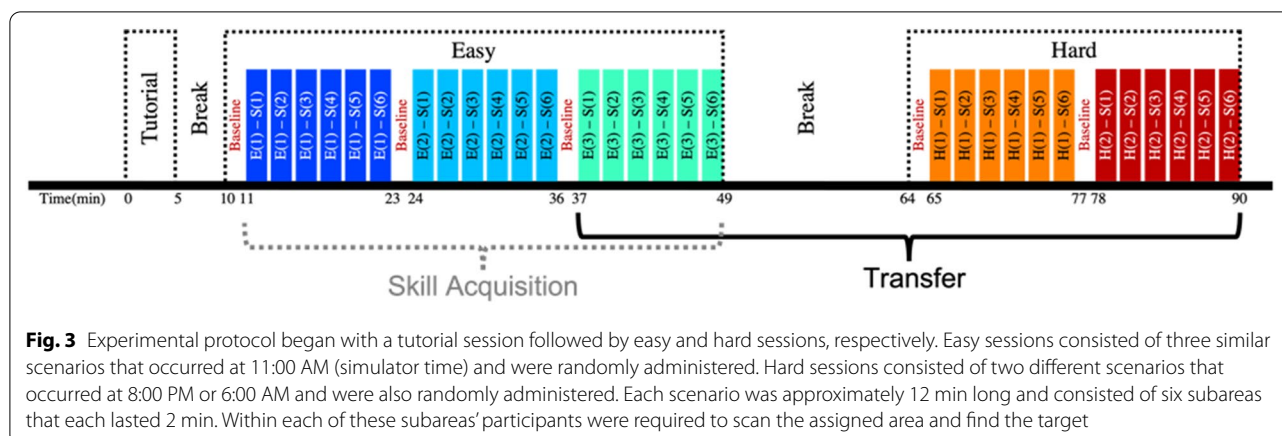 Easy
Hard
Tutorial
Break
Baseline
E(1) – S(1)
E(1) – S(2)
E(1) – S(3)
E(1) – S(4)
E(1) – S(5)
E(1) – S(6)
Baseline
E(2) – S(1)
E(2) – S(2)
E(2) – S(3)
E(2) – S(4)
E(2) – S(5)
E(2) – S(6)
Baseline
E(3) – S(1)
E(3) – S(2)
E(3) – S(3)
E(3) – S(4)
E(3) – S(5)
E(3) – S(6)
Break
Baseline
H(1) – S(1)
H(1) – S(2)
H(1) – S(3)
H(1) – S(4)
H(1) – S(5)
H(1) – S(6)
Baseline
H(2) – S(1)
H(2) – S(2)
H(2) – S(3)
H(2) – S(4)
H(2) – S(5)
H(2) – S(6)
Time(min) 0 5 10 11 23 24 36 37 49 64 65 77 78 90
Skill Acquisition
Transfer
Fig. 3 Experimental protocol began with a tutorial session followed by easy and hard sessions, respectively. Easy sessions consisted of three similar
scenarios that occurred at 11:00 AM (simulator time) and were randomly administered. Hard sessions consisted of two different scenarios that
occurred at 8:00 PM or 6:00 AM and were also randomly administered. Each scenario was approximately 12 min long and consisted of six subareas
that each lasted 2 min. Within each of these subareas' participants were required to scan the assigned area and find the target